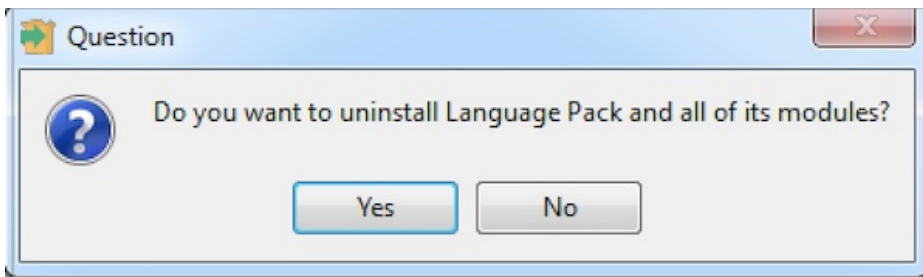 Question
Do you want to uninstall Language Pack and all of its modules?
Yes No